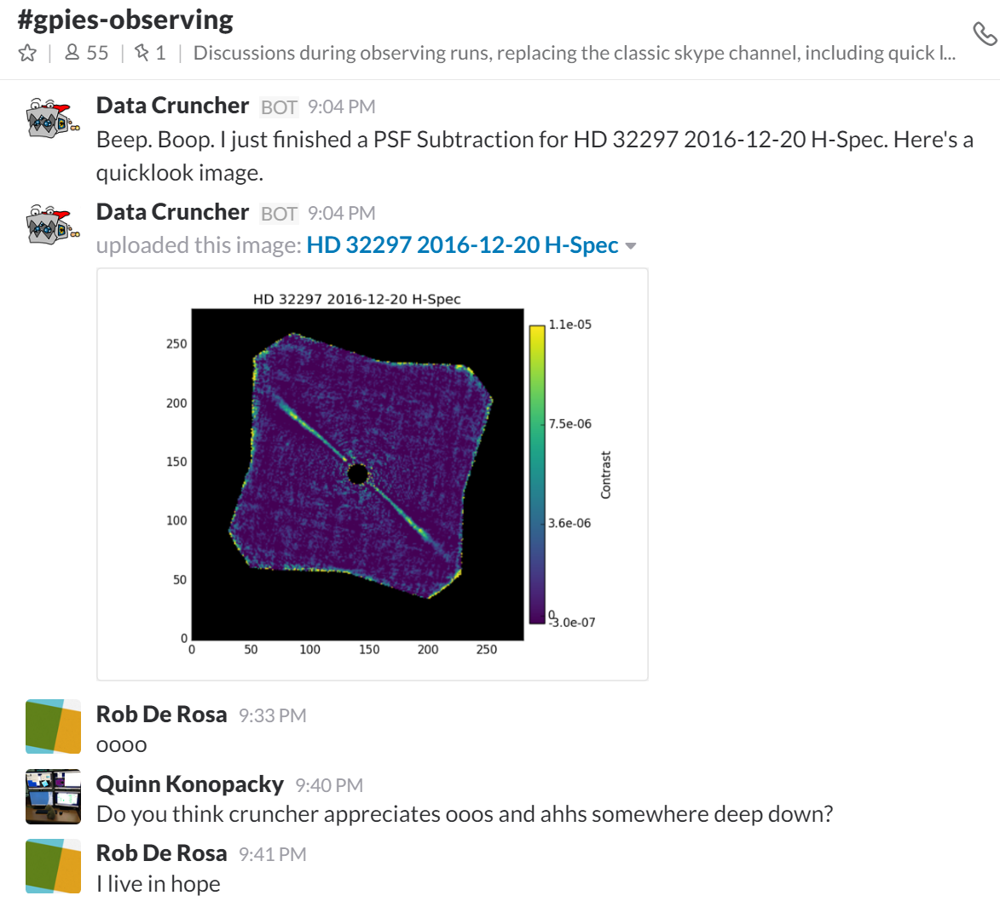 #gpies-observing
55 | 1 | Discussions during observing runs, replacing the classic skype channel, including quick l...
Data Cruncher BOT 9:04 PM
Beep. Boop. I just finished a PSF Subtraction for HD 32297 2016-12-20 H-Spec. Here's a
quicklook image.
Data Cruncher BOT 9:04 PM
uploaded this image: HD 32297 2016-12-20 H-Spec
HD 32297 2016-12-20 H-Spec
250
200
150
100
50
0
0 50 100 150 200 250
1.1e-05
7.5e-06
3.6e-06
0
-3.0e-07
Contrast
Rob De Rosa 9:33 PM
oooo
Quinn Konopacky 9:40 PM
Do you think cruncher appreciates ooos and ahhs somewhere deep down?
Rob De Rosa 9:41 PM
I live in hope